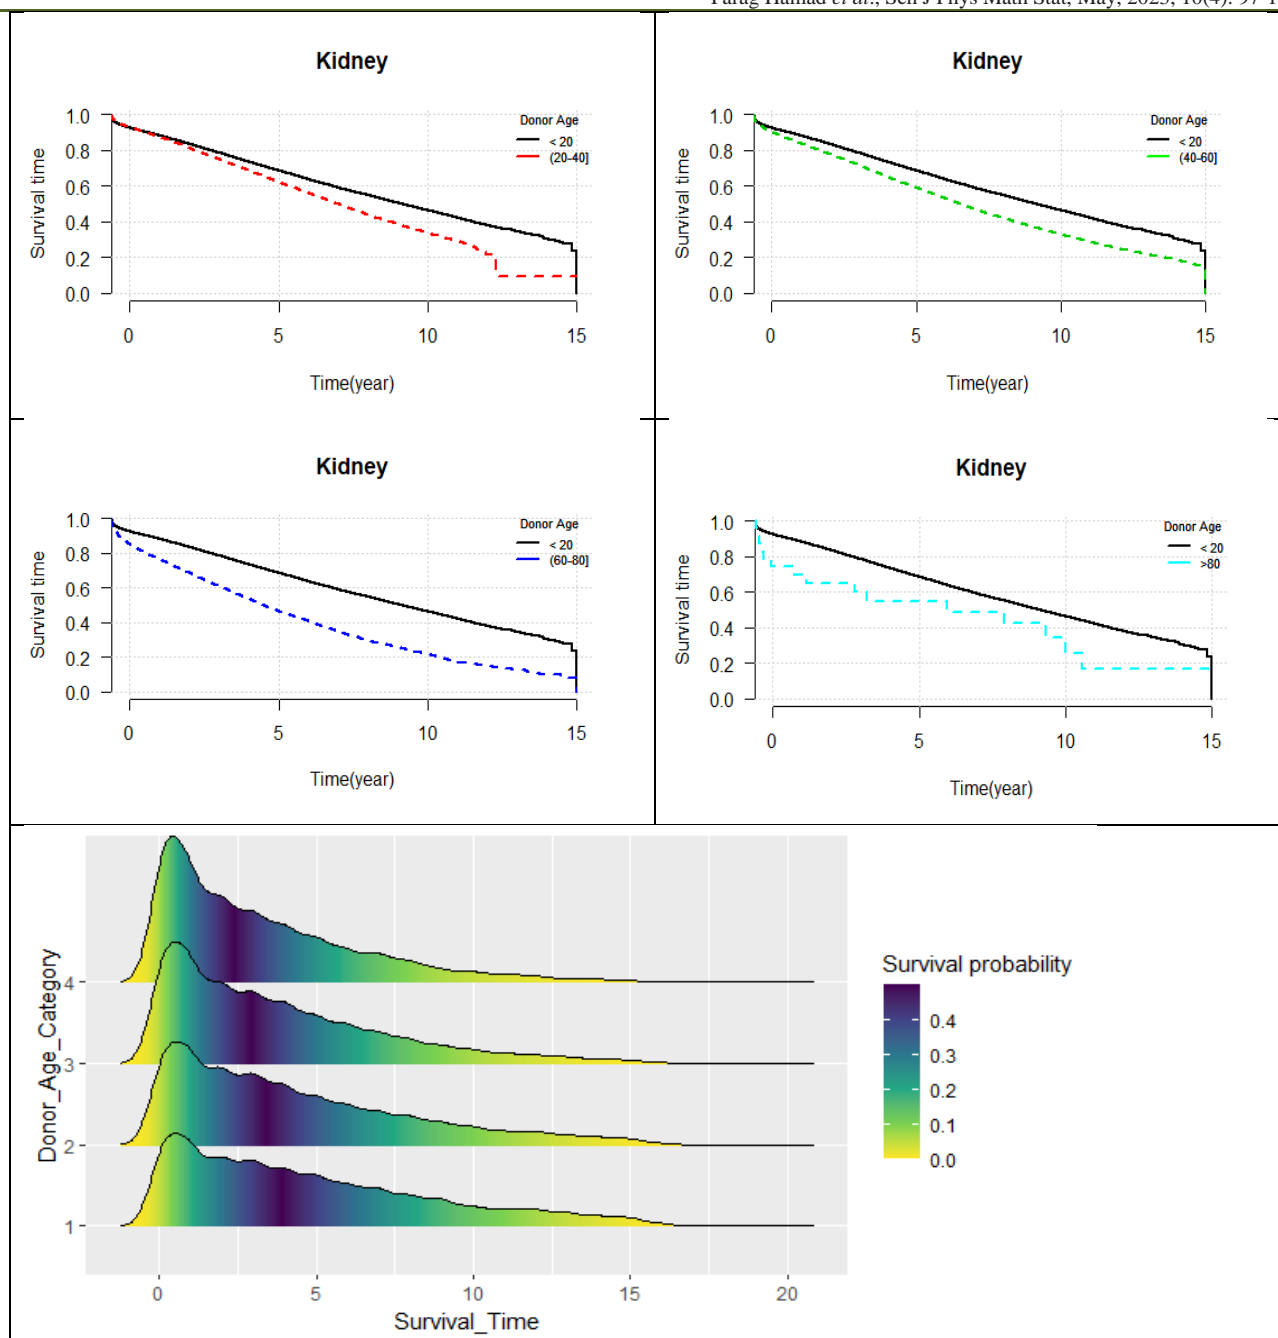 Kidney
1.0
0.8
0.6
0.4
0.2
0.0
Survival time
Donor Age
< 20
(20-40]
0 5 10 15
Time(year)
Kidney
1.0
0.8
0.6
0.4
0.2
0.0
Survival time
Donor Age
< 20
(40-60]
0 5 10 15
Time(year)
Kidney
1.0
0.8
0.6
0.4
0.2
0.0
Survival time
Donor Age
< 20
(60-80]
0 5 10 15
Time(year)
Kidney
1.0
0.8
0.6
0.4
0.2
0.0
Survival time
Donor Age
< 20
>80
0 5 10 15
Time(year)
Donor_Age_Category
4
3
2
1
0 5 10 15 20
Survival_Time
Survival probability
0.4
0.3
0.2
0.1
0.0